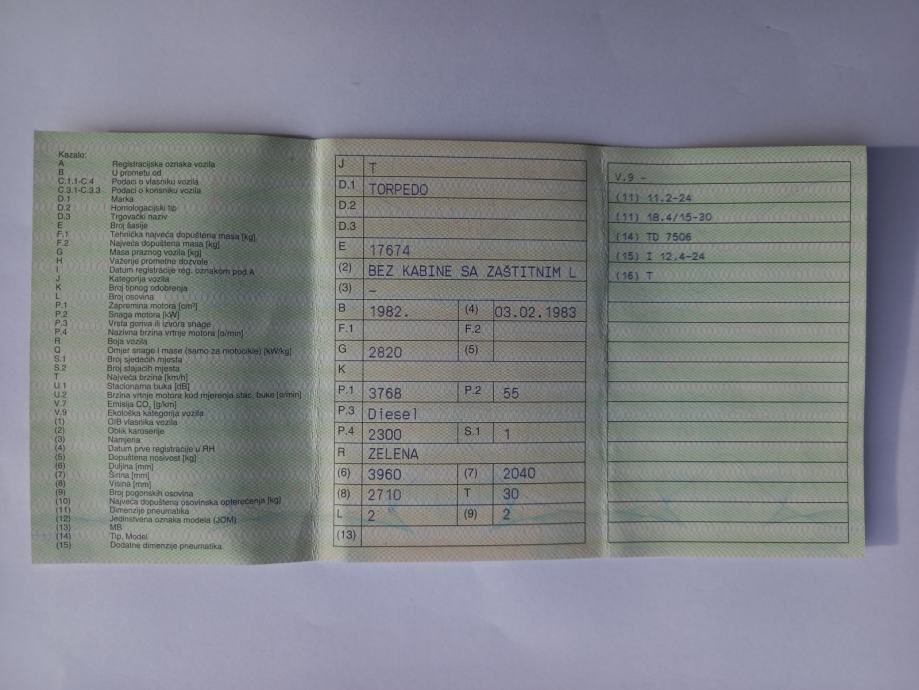 Kazalo:
A Registracijska oznaka vozila
B U prometu od
C.1.1-C.4 Podaci o vlasniku vozila
C.3.1-C.3.3 Podaci o korisniku vozila
D.1 Marka
D.2 Homologacijski tip
D.3 Trgovački naziv
E Broj šasije
F.1 Tehnička najveća dopuštena masa [kg]
F.2 Najveća dopuštena masa [kg]
G Masa praznog vozila [kg]
H Važenje prometne dozvole
I Datum registracije reg. oznakom pod A
J Kategorija vozila
K Broj tipnog odobrenja
L Broj osovina
P.1 Zapremina motora [cm³]
P.2 Snaga motora [kW]
P.3 Vrsta goriva ili izvora snage
P.4 Nazivna brzina vrtnje motora [o/min]
R Boja vozila
Q Omjer snage i mase (samo za motocikle) [kW/kg]
S.1 Broj sjedećih mjesta
S.2 Broj stajaćih mjesta
T Najveća brzina [km/h]
U.1 Stacionarna buka [dB]
U.2 Brzina vrtnje motora kod mjerenja stac. buke [o/min]
V.7 Emisija CO₂ [g/km]
V.9 Ekološka kategorija vozila
(1) OIB vlasnika vozila
(2) Oblik karoserije
(3) Namjena
(4) Datum prve registracije u RH
(5) Dopuštena nosivost [kg]
(6) Duljina [mm]
(7) Širina [mm]
(8) Visina [mm]
(9) Broj pogonskih osovina
(10) Najveća dopuštena osovinska opterećenja [kg]
(11) Dimenzije pneumatika
(12) Jedinstvena oznaka modela (JOM)
(13) MB
(14) Tip, Model
(15) Dodatne dimenzije pneumatika
J T
D.1 TORPEDO
D.2
D.3
E 17674
(2) BEZ KABINE SA ZAŠTITNIM L
(3) –
B 1982. (4) 03.02.1983
F.1 F.2
G 2820 (5)
K
P.1 3768 P.2 55
P.3 Diesel
P.4 2300 S.1 1
R ZELENA
(6) 3960 (7) 2040
(8) 2710 T 30
L 2 (9) 2
(13)
V.9 -
(11) 11.2-24
(11) 18.4/15-30
(14) TD 7506
(15) I 12,4-24
(16) T